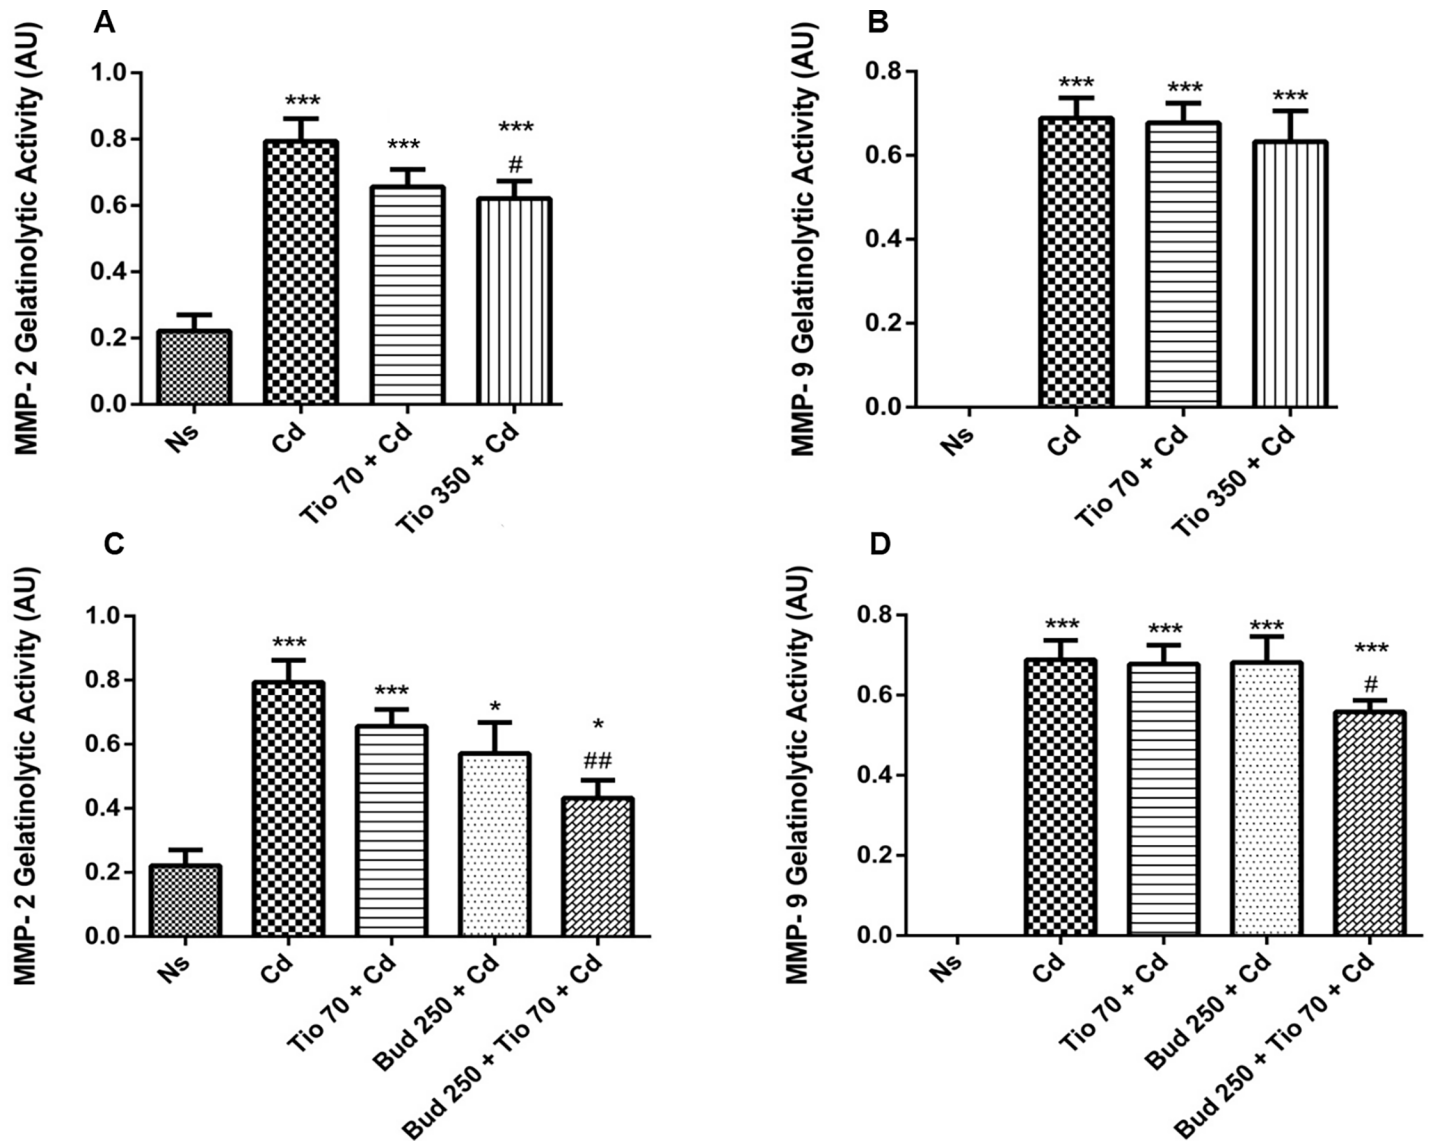 A
MMP- 2 Gelatinolytic Activity (AU)
1.0
0.8
0.6
0.4
0.2
0.0
***
***
***
#
Ns
Cd
Tio 70 + Cd
Tio 350 + Cd
B
MMP- 9 Gelatinolytic Activity (AU)
0.8
0.6
0.4
0.2
0.0
***
***
***
Ns
Cd
Tio 70 + Cd
Tio 350 + Cd
C
MMP- 2 Gelatinolytic Activity (AU)
1.0
0.8
0.6
0.4
0.2
0.0
***
***
*
*
##
Ns
Cd
Tio 70 + Cd
Bud 250 + Cd
Bud 250 + Tio 70 + Cd
D
MMP- 9 Gelatinolytic Activity (AU)
0.8
0.6
0.4
0.2
0.0
***
***
***
***
#
Ns
Cd
Tio 70 + Cd
Bud 250 + Cd
Bud 250 + Tio 70 + Cd